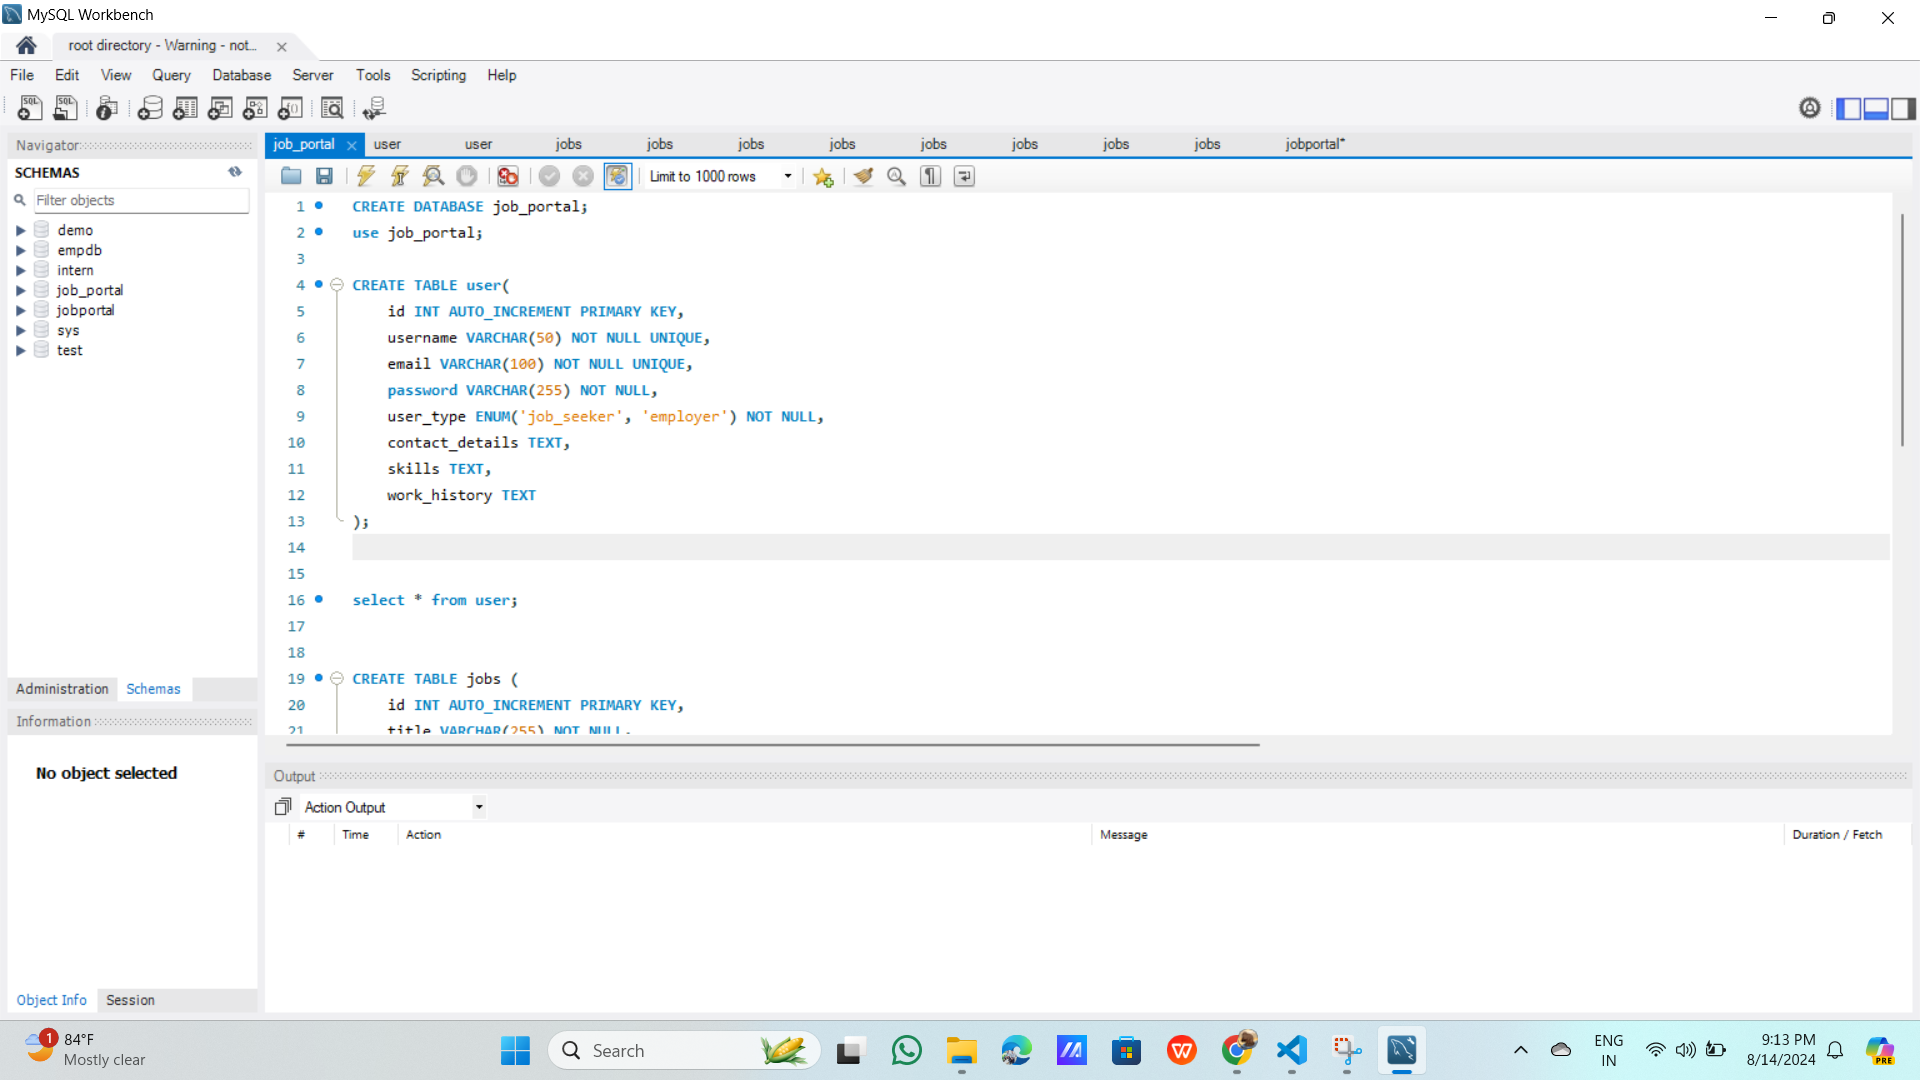 MySQL Workbench
root directory - Warning - not...
File Edit View Query Database Server Tools Scripting Help
Navigator
SCHEMAS
Filter objects
demo
empdb
intern
job_portal
jobportal
sys
test
Administration Schemas
Information
No object selected
Object Info Session
job_portal user user jobs jobs jobs jobs jobs jobs jobs jobs jobportal*
Limit to 1000 rows
1 CREATE DATABASE job_portal;
2 use job_portal;
3
4 CREATE TABLE user(
5 id INT AUTO_INCREMENT PRIMARY KEY,
6 username VARCHAR(50) NOT NULL UNIQUE,
7 email VARCHAR(100) NOT NULL UNIQUE,
8 password VARCHAR(255) NOT NULL,
9 user_type ENUM('job_seeker', 'employer') NOT NULL,
10 contact_details TEXT,
11 skills TEXT,
12 work_history TEXT
13 );
14
15
16 select * from user;
17
18
19 CREATE TABLE jobs (
20 id INT AUTO_INCREMENT PRIMARY KEY,
21 title VARCHAR(255) NOT NULL,
Output
Action Output
# Time Action Message Duration / Fetch
1
84°F
Mostly clear
Search
ENG
IN
9:13 PM
8/14/2024
PRE